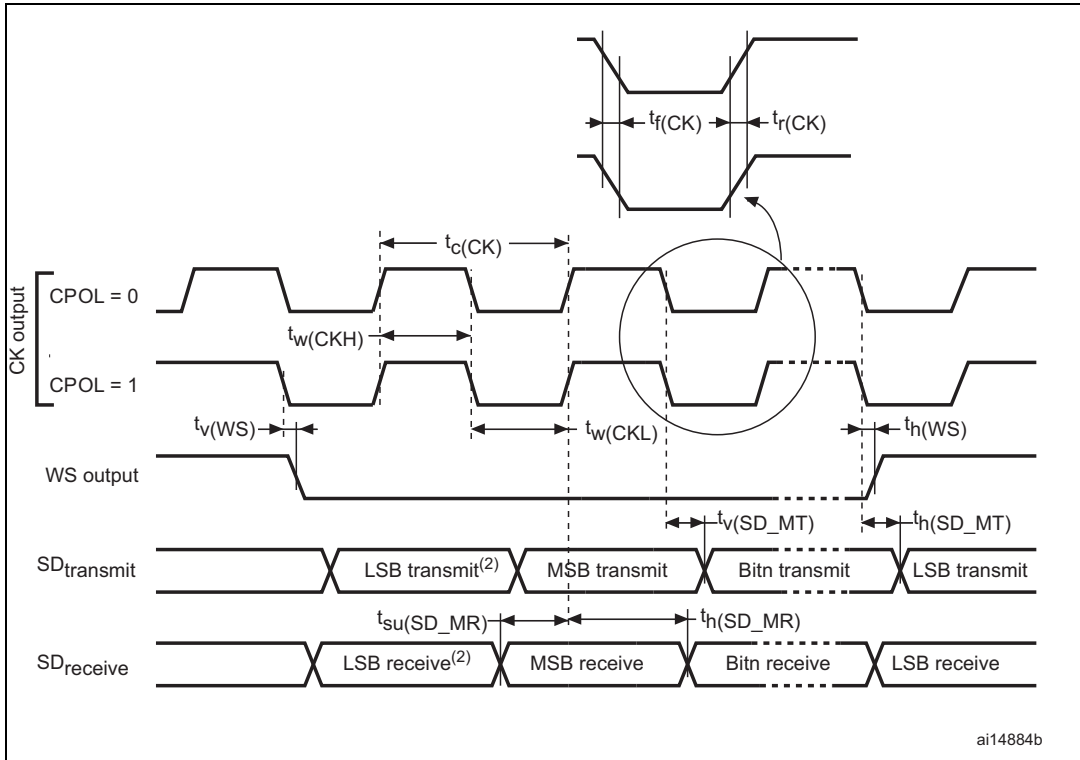 tf(CK)
tr(CK)
tc(CK)
CK output
CPOL = 0
tw(CKH)
CPOL = 1
tv(WS)
tw(CKL)
th(WS)
WS output
tv(SD_MT)
th(SD_MT)
SDtransmit
LSB transmit(2)
MSB transmit
Bitn transmit
LSB transmit
tsu(SD_MR)
th(SD_MR)
SDreceive
LSB receive(2)
MSB receive
Bitn receive
LSB receive
ai14884b